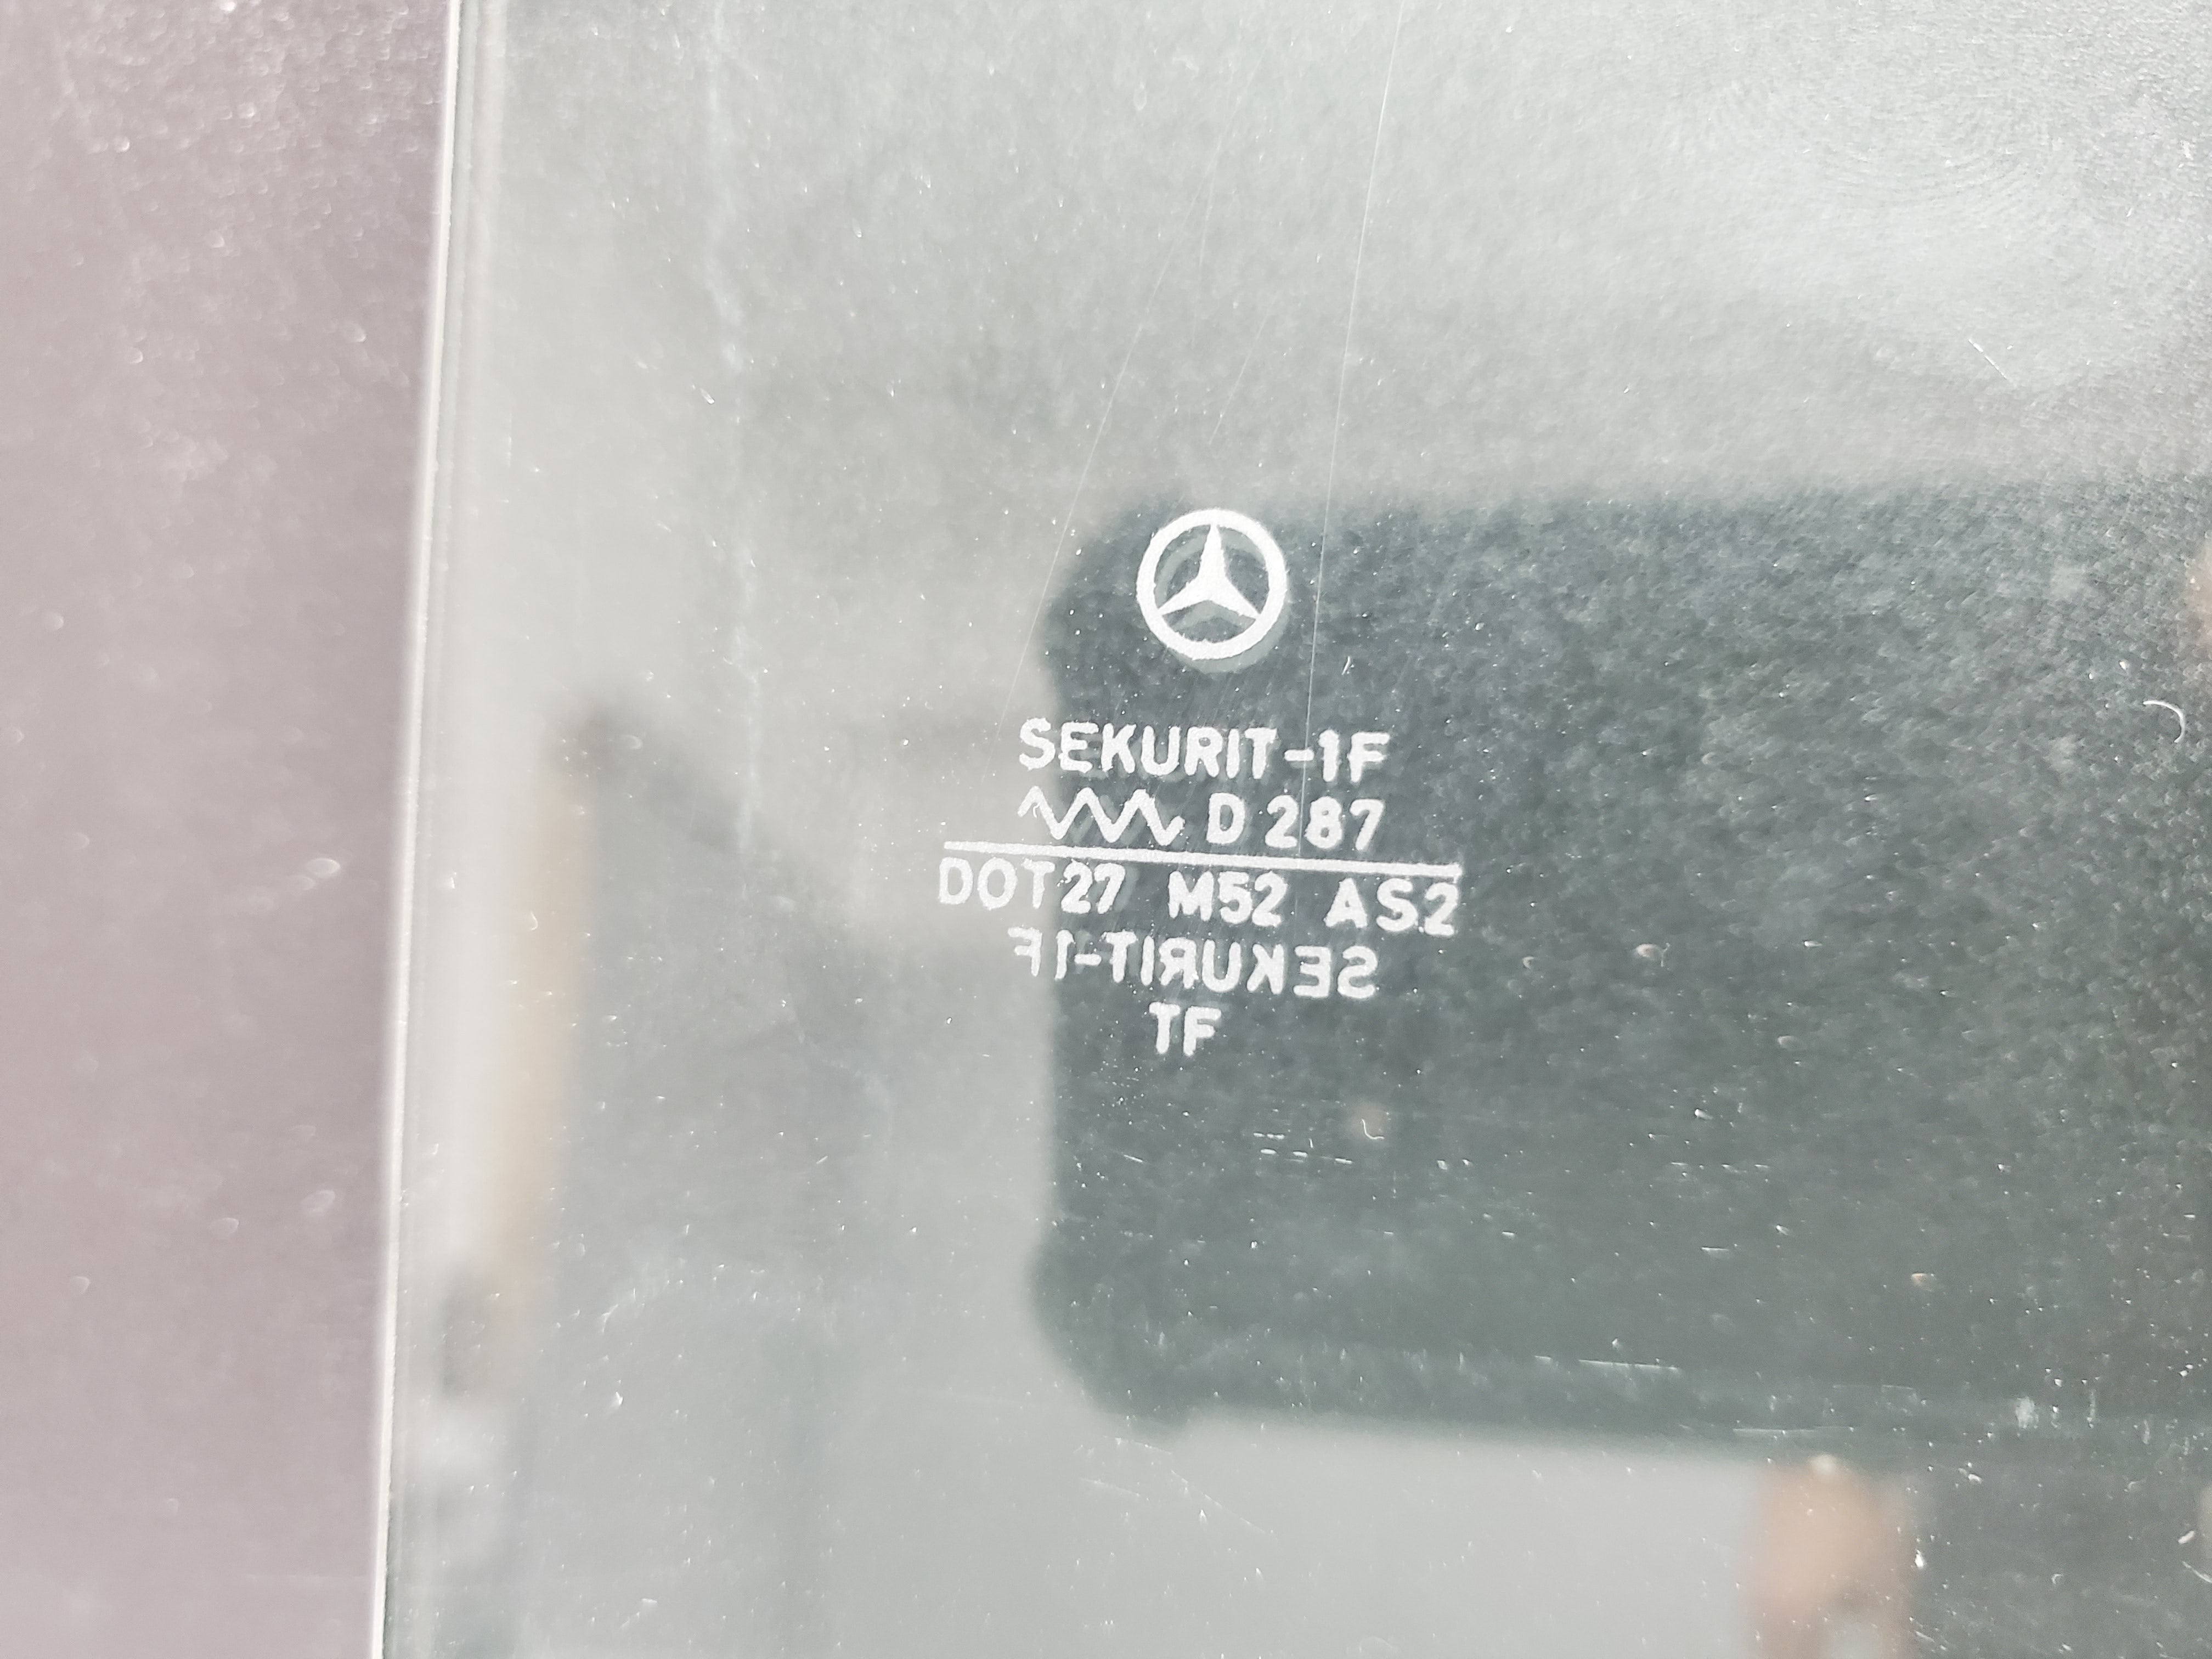 SEKURIT-1F
D 287
DOT27 M52 AS2
SEKURIT-1F
TF